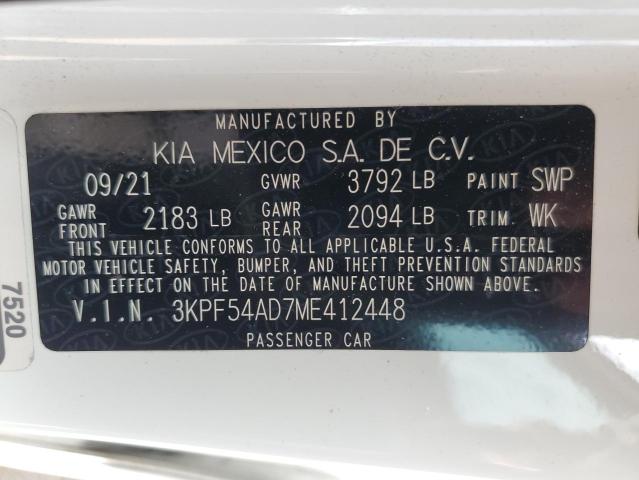 MANUFACTURED BY
KIA MEXICO S.A. DE C.V.
09/21 GVWR 3792 LB PAINT SWP
GAWR FRONT 2183 LB GAWR REAR 2094 LB TRIM. WK
THIS VEHICLE CONFORMS TO ALL APPLICABLE U.S.A. FEDERAL
MOTOR VEHICLE SAFETY, BUMPER, AND THEFT PREVENTION STANDARDS
IN EFFECT ON THE DATE OF MANUFACTURE SHOWN ABOVE.
V.I.N. 3KPF54AD7ME412448
PASSENGER CAR
7520